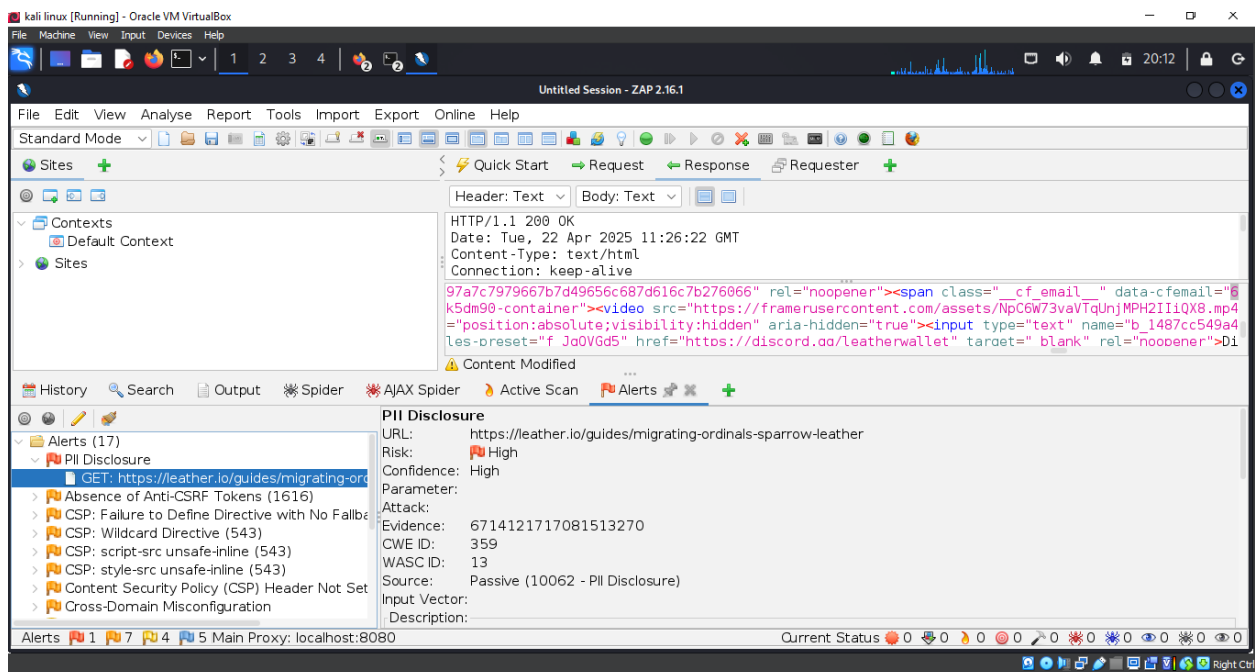 kali linux [Running] - Oracle VM VirtualBox
File Machine View Input Devices Help
1 2 3 4 20:12
Untitled Session - ZAP 2.16.1
File Edit View Analyse Report Tools Import Export Online Help
Standard Mode
Sites
Quick Start Request Response Requester
Header: Text Body: Text
Contexts
Default Context
Sites
HTTP/1.1 200 OK
Date: Tue, 22 Apr 2025 11:26:22 GMT
Content-Type: text/html
Connection: keep-alive
97a7c7979667b7d49656c687d616c7b276066" rel="noopener"><span class="__cf_email__" data-cfemail="6
k5dm90-container"><video src="https://framerusercontent.com/assets/NpC6W73vaVTqUnjMPH2IIiQX8.mp4
="position:absolute;visibility:hidden" aria-hidden="true"><input type="text" name="b_1487cc549a4
les-preset="f_JgOVGd5" href="https://discord.gg/leatherwallet" target="_blank" rel="noopener">Di
Content Modified
History Search Output Spider AJAX Spider Active Scan Alerts
Alerts (17)
PII Disclosure
GET: https://leather.io/guides/migrating-ord
Absence of Anti-CSRF Tokens (1616)
CSP: Failure to Define Directive with No Fallba
CSP: Wildcard Directive (543)
CSP: script-src unsafe-inline (543)
CSP: style-src unsafe-inline (543)
Content Security Policy (CSP) Header Not Set
Cross-Domain Misconfiguration
PII Disclosure
URL: https://leather.io/guides/migrating-ordinals-sparrow-leather
Risk: High
Confidence: High
Parameter:
Attack:
Evidence: 6714121717081513270
CWE ID: 359
WASC ID: 13
Source: Passive (10062 - PII Disclosure)
Input Vector:
Description:
Alerts 1 7 4 5 Main Proxy: localhost:8080 Current Status 0 0 0 0 0 0 0 0 0 0
Right Ctrl